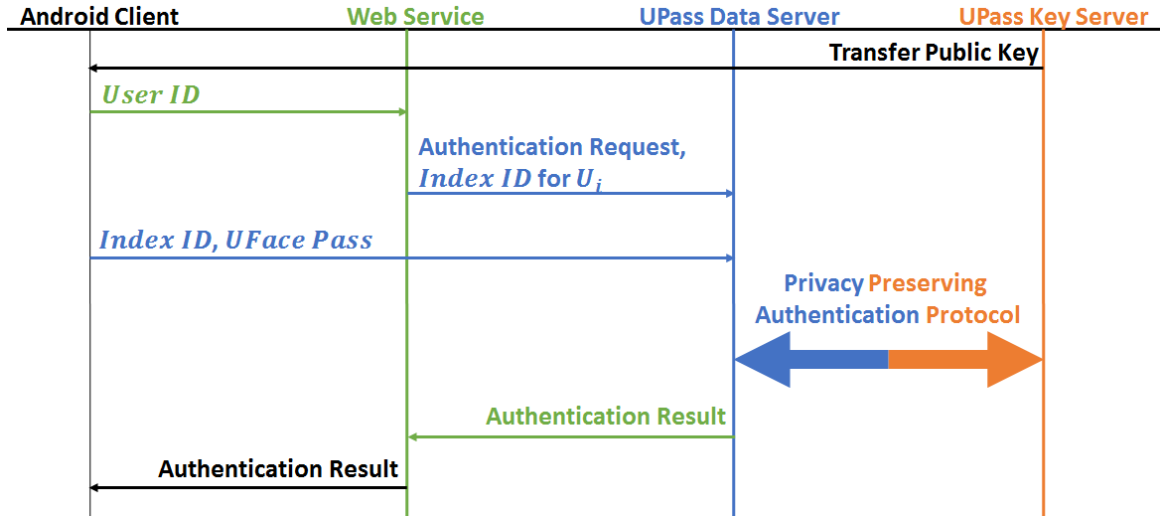 Android Client Web Service UPass Data Server UPass Key Server
Transfer Public Key
User ID
Authentication Request,
Index ID for U_i
Index ID, UFace Pass
Privacy Preserving
Authentication Protocol
Authentication Result
Authentication Result